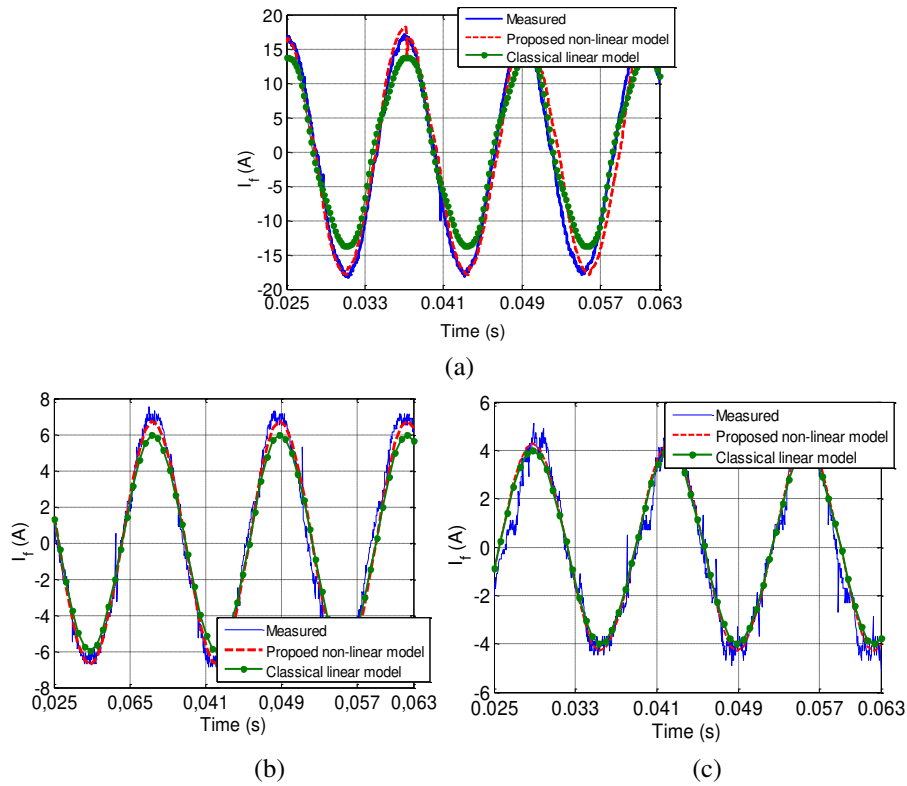 Measured
Proposed non-linear model
Classical linear model
20
15
10
5
0
-5
-10
-15
-20
I_f (A)
0.025 0.033 0.041 0.049 0.057 0.063
Time (s)
(a)
8
6
4
2
0
-2
-4
-6
-8
I_f (A)
Measured
Propoed non-linear model
Classical linear model
0,025 0,065 0,041 0,049 0,057 0,063
Time (s)
(b)
6
4
2
0
-2
-4
-6
I_f (A)
Measured
Proposed non-linear model
Classical linear model
0.025 0.033 0.041 0.049 0.057 0.063
Time (s)
(c)